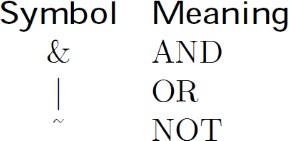 Symbol Meaning
& AND
| OR
~ NOT